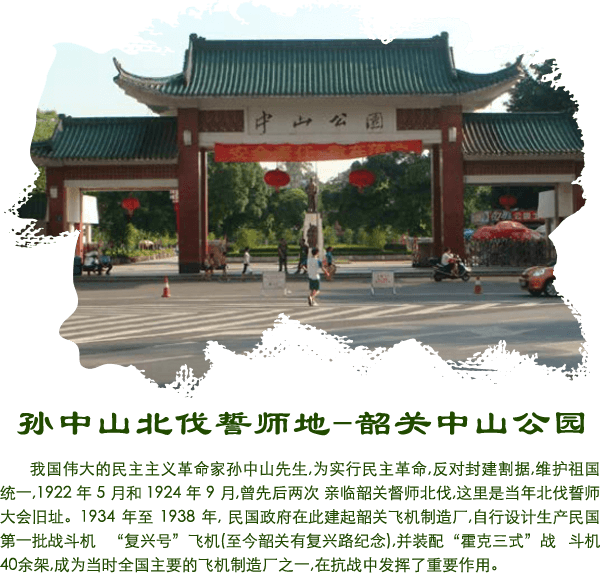 中山公園
孙中山北伐誓师地-韶关中山公园
我国伟大的民主主义革命家孙中山先生,为实行民主革命,反对封建割据,维护祖国
统一,1922 年 5 月和 1924 年 9 月,曾先后两次 亲临韶关督师北伐,这里是当年北伐誓师
大会旧址。1934 年至 1938 年, 民国政府在此建起韶关飞机制造厂,自行设计生产民国
第一批战斗机 “复兴号”飞机(至今韶关有复兴路纪念),并装配“霍克三式”战 斗机
40余架,成为当时全国主要的飞机制造厂之一,在抗战中发挥了重要作用。